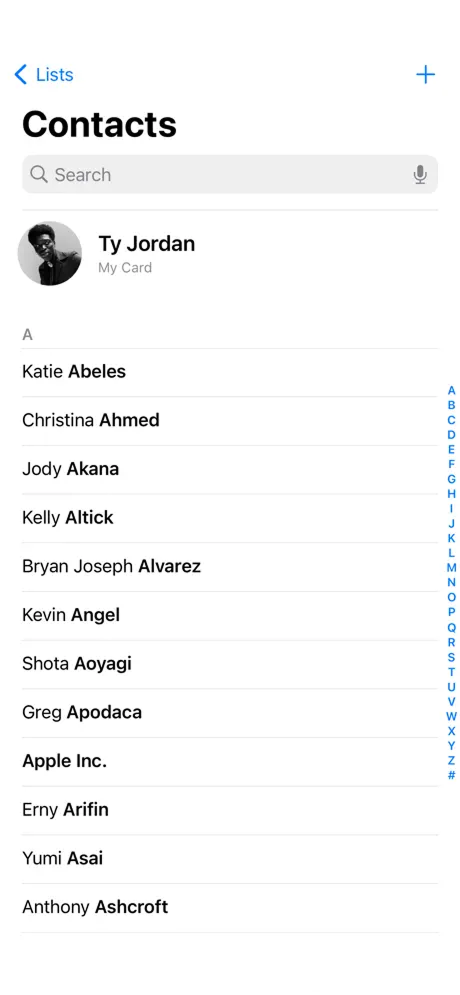 Lists
Contacts
Search
Ty Jordan
My Card
A
Katie Abeles
Christina Ahmed
Jody Akana
Kelly Altick
Bryan Joseph Alvarez
Kevin Angel
Shota Aoyagi
Greg Apodaca
Apple Inc.
Erny Arifin
Yumi Asai
Anthony Ashcroft
A
B
C
D
E
F
G
H
I
J
K
L
M
N
O
P
Q
R
S
T
U
V
W
X
Y
Z
#